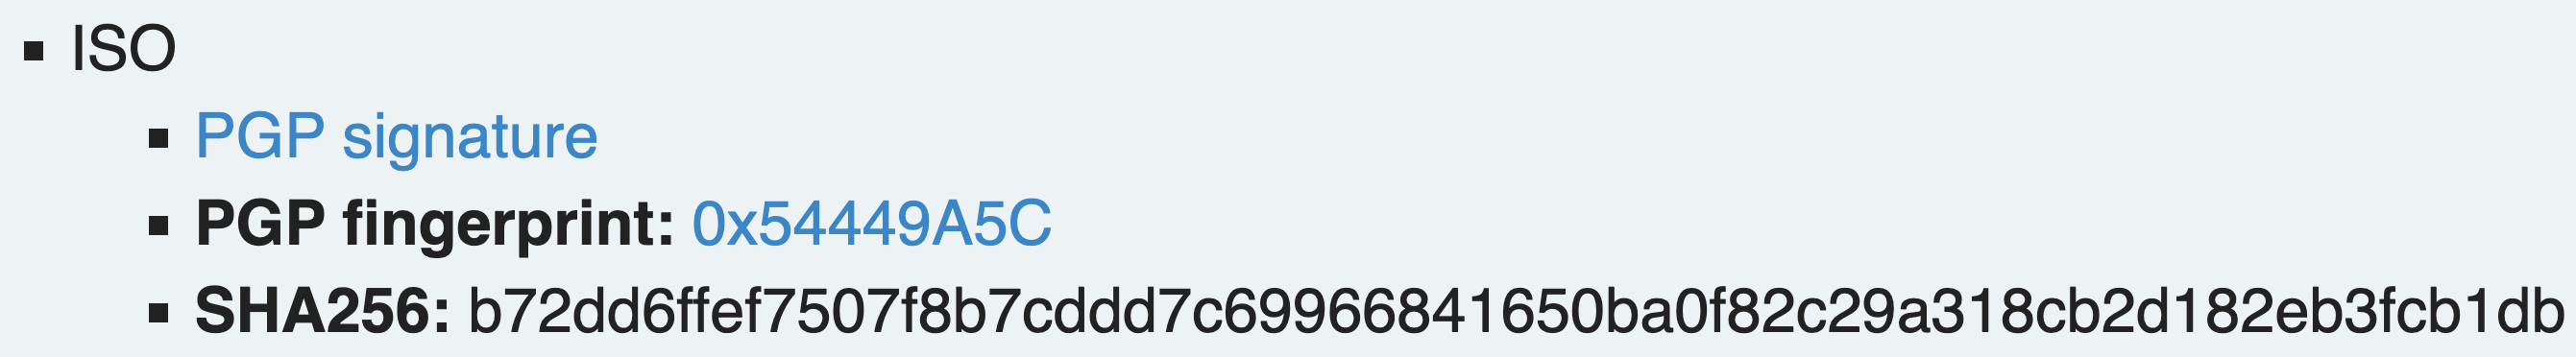 ISO
PGP signature
PGP fingerprint: 0x54449A5C
SHA256: b72dd6ffef7507f8b7cddd7c69966841650ba0f82c29a318cb2d182eb3fcb1db